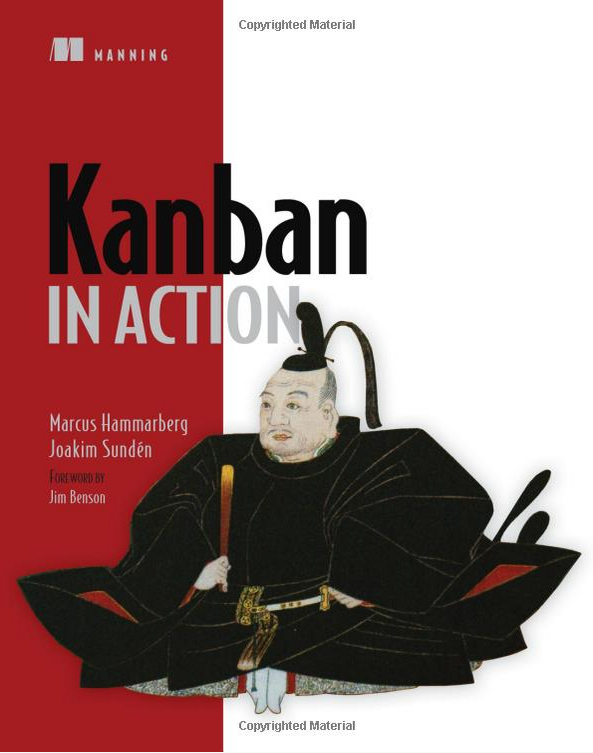 Copyrighted Material
MANNING
Kanban
IN ACTION
Marcus Hammarberg
Joakim Sundén
FOREWORD BY
Jim Benson
Copyrighted Material